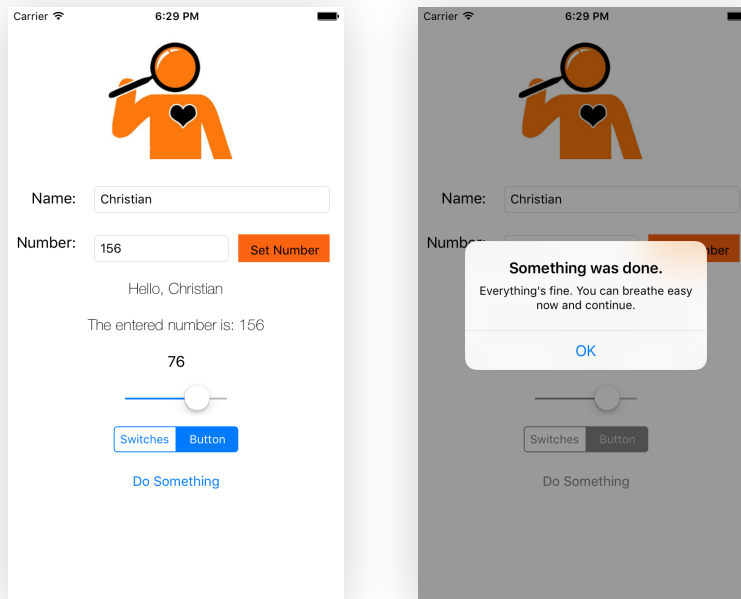 Carrier 6:29 PM
Name: Christian
Number: 156 Set Number
Hello, Christian
The entered number is: 156
76
Switches Button
Do Something
Carrier 6:29 PM
Name: Christian
Something was done.
Everything's fine. You can breathe easy
now and continue.
OK
Switches Button
Do Something